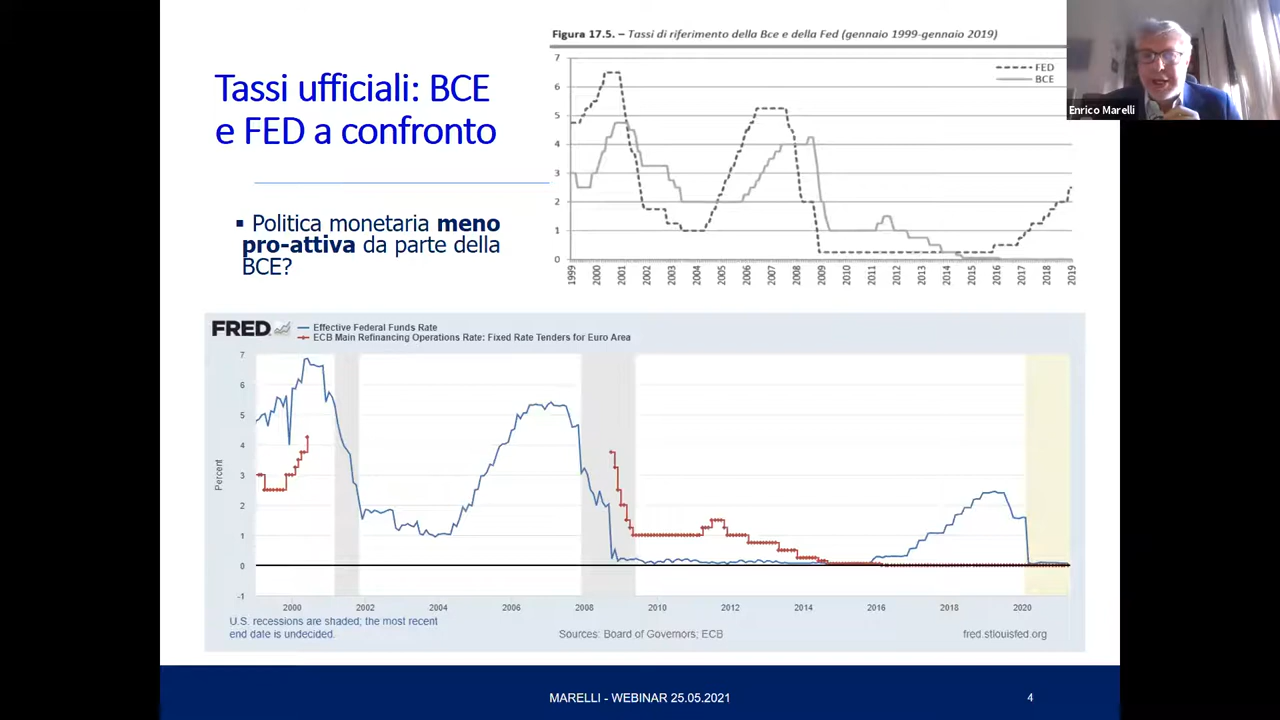 Tassi ufficiali: BCE
e FED a confronto
▪ Politica monetaria meno
pro-attiva da parte della
BCE?
Figura 17.5. – Tassi di riferimento della Bce e della Fed (gennaio 1999-gennaio 2019)
FED
BCE
7
6
5
4
3
2
1
0
1999 2000 2001 2002 2003 2004 2005 2006 2007 2008 2009 2010 2011 2012 2013 2014 2015 2016 2017 2018 2019
Enrico Marelli
FRED
Effective Federal Funds Rate
ECB Main Refinancing Operations Rate: Fixed Rate Tenders for Euro Area
Percent
7
6
5
4
3
2
1
0
-1
2000 2002 2004 2006 2008 2010 2012 2014 2016 2018 2020
U.S. recessions are shaded; the most recent
end date is undecided.
Sources: Board of Governors; ECB
fred.stlouisfed.org
MARELLI - WEBINAR 25.05.2021
4